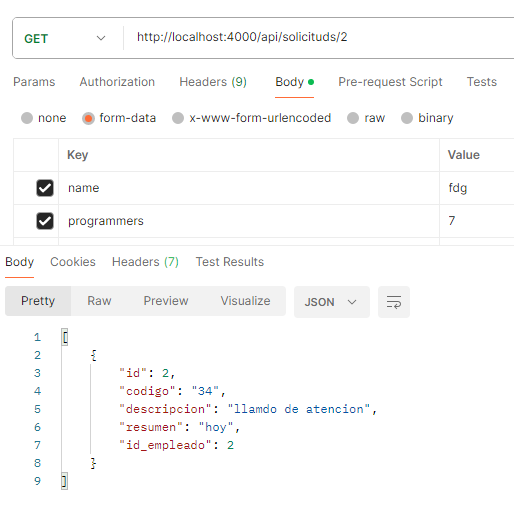 GET http://localhost:4000/api/solicituds/2
Params Authorization Headers (9) Body Pre-request Script Tests
none form-data x-www-form-urlencoded raw binary
Key Value
name fdg
programmers 7
Body Cookies Headers (7) Test Results
Pretty Raw Preview Visualize JSON
1 [
2 {
3 "id": 2,
4 "codigo": "34",
5 "descripcion": "llamdo de atencion",
6 "resumen": "hoy",
7 "id_empleado": 2
8 }
9 ]